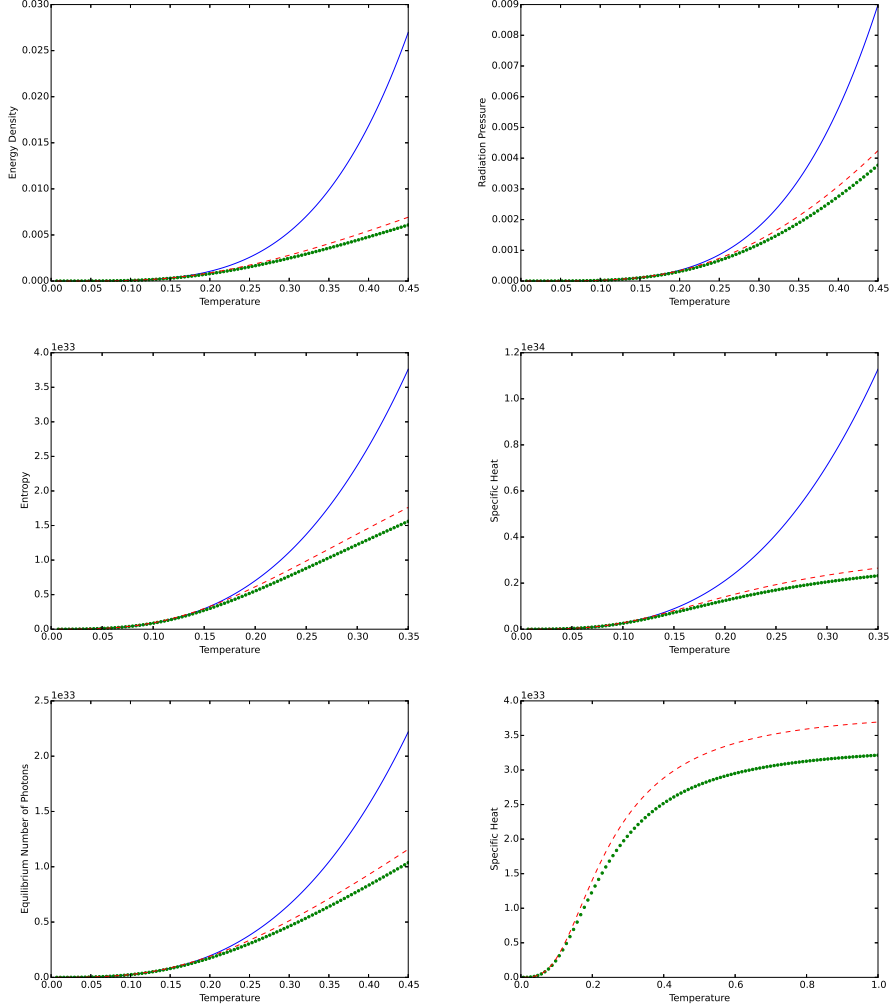 0.030
0.025
0.020
0.015
0.010
0.005
0.000
Energy Density
0.00 0.05 0.10 0.15 0.20 0.25 0.30 0.35 0.40 0.45
Temperature
0.009
0.008
0.007
0.006
0.005
0.004
0.003
0.002
0.001
0.000
Radiation Pressure
0.00 0.05 0.10 0.15 0.20 0.25 0.30 0.35 0.40 0.45
Temperature
1e33
4.0
3.5
3.0
2.5
2.0
1.5
1.0
0.5
0.0
Entropy
0.00 0.05 0.10 0.15 0.20 0.25 0.30 0.35
Temperature
1e34
1.2
1.0
0.8
0.6
0.4
0.2
0.0
Specific Heat
0.00 0.05 0.10 0.15 0.20 0.25 0.30 0.35
Temperature
1e33
2.5
2.0
1.5
1.0
0.5
0.0
Equilibrium Number of Photons
0.00 0.05 0.10 0.15 0.20 0.25 0.30 0.35 0.40 0.45
Temperature
1e33
4.0
3.5
3.0
2.5
2.0
1.5
1.0
0.5
0.0
Specific Heat
0.0 0.2 0.4 0.6 0.8 1.0
Temperature